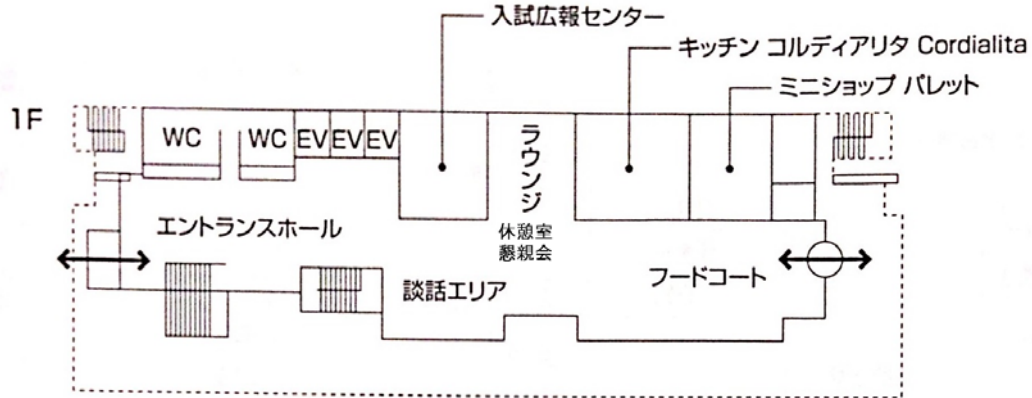 入試広報センター
キッチン コルディアリタ Cordialita
ミニショップ パレット
1F
WC
WC
EV
EV
EV
ラウンジ
エントランスホール
休憩室
懇親会
談話エリア
フードコート